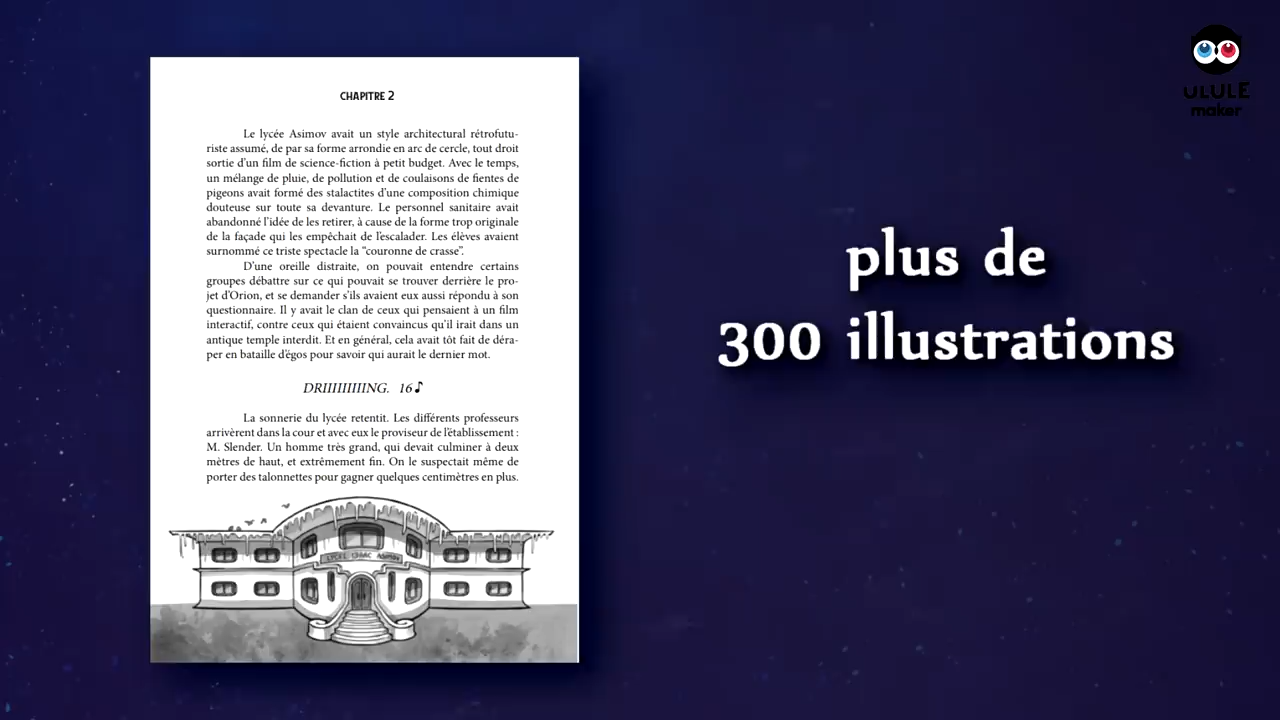 CHAPITRE 2
Le lycée Asimov avait un style architectural rétrofutu-
riste assumé, de par sa forme arrondie en arc de cercle, tout droit
sortie d'un film de science-fiction à petit budget. Avec le temps,
un mélange de pluie, de pollution et de coulaisons de fientes de
pigeons avait formé des stalactites d'une composition chimique
douteuse sur toute sa devanture. Le personnel sanitaire avait
abandonné l'idée de les retirer, à cause de la forme trop originale
de la façade qui les empêchait de l'escalader. Les élèves avaient
surnommé ce triste spectacle la “couronne de crasse”.
D'une oreille distraite, on pouvait entendre certains
groupes débattre sur ce qui pouvait se trouver derrière le pro-
jet d'Orion, et se demander s'ils avaient eux aussi répondu à son
questionnaire. Il y avait le clan de ceux qui pensaient à un film
interactif, contre ceux qui étaient convaincus qu'il irait dans un
antique temple interdit. Et en général, cela avait tôt fait de déra-
per en bataille d'égos pour savoir qui aurait le dernier mot.
DRIIIIIIIING. 16♪
La sonnerie du lycée retentit. Les différents professeurs
arrivèrent dans la cour et avec eux le proviseur de l'établissement :
M. Slender. Un homme très grand, qui devait culminer à deux
mètres de haut, et extrêmement fin. On le suspectait même de
porter des talonnettes pour gagner quelques centimètres en plus.
LYCÉE ISAAC ASIMOV
plus de
300 illustrations
ULULE
maker